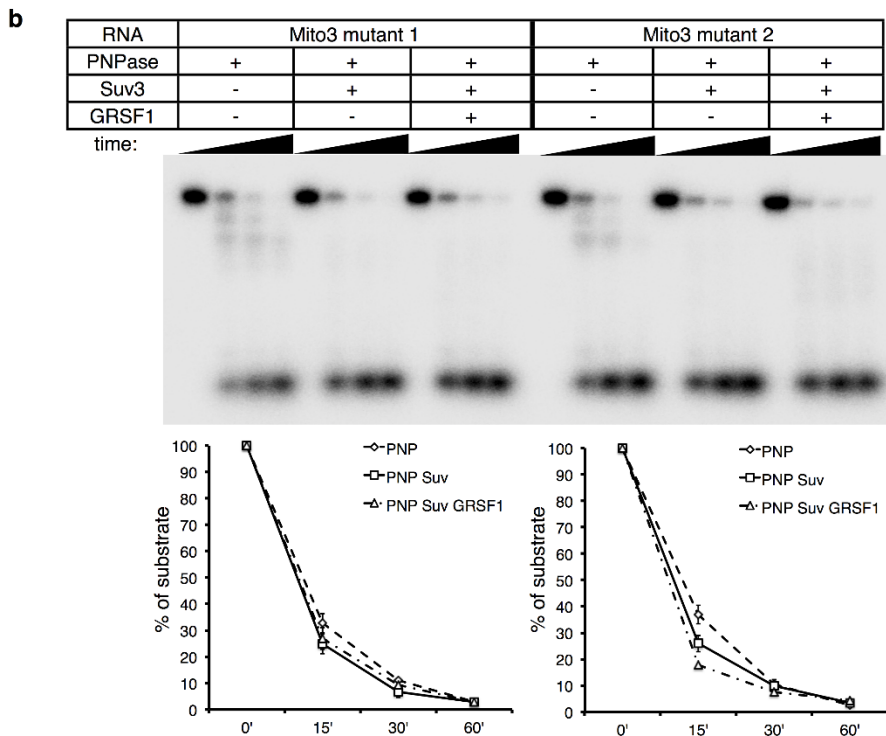 b
RNA Mito3 mutant 1 Mito3 mutant 2
PNPase + + + + + +
Suv3 - + + - + +
GRSF1 - - + - - +
time:
% of substrate
100
90
80
70
60
50
40
30
20
10
0
0' 15' 30' 60'
PNP
PNP Suv
PNP Suv GRSF1
% of substrate
100
90
80
70
60
50
40
30
20
10
0
0' 15' 30' 60'
PNP
PNP Suv
PNP Suv GRSF1